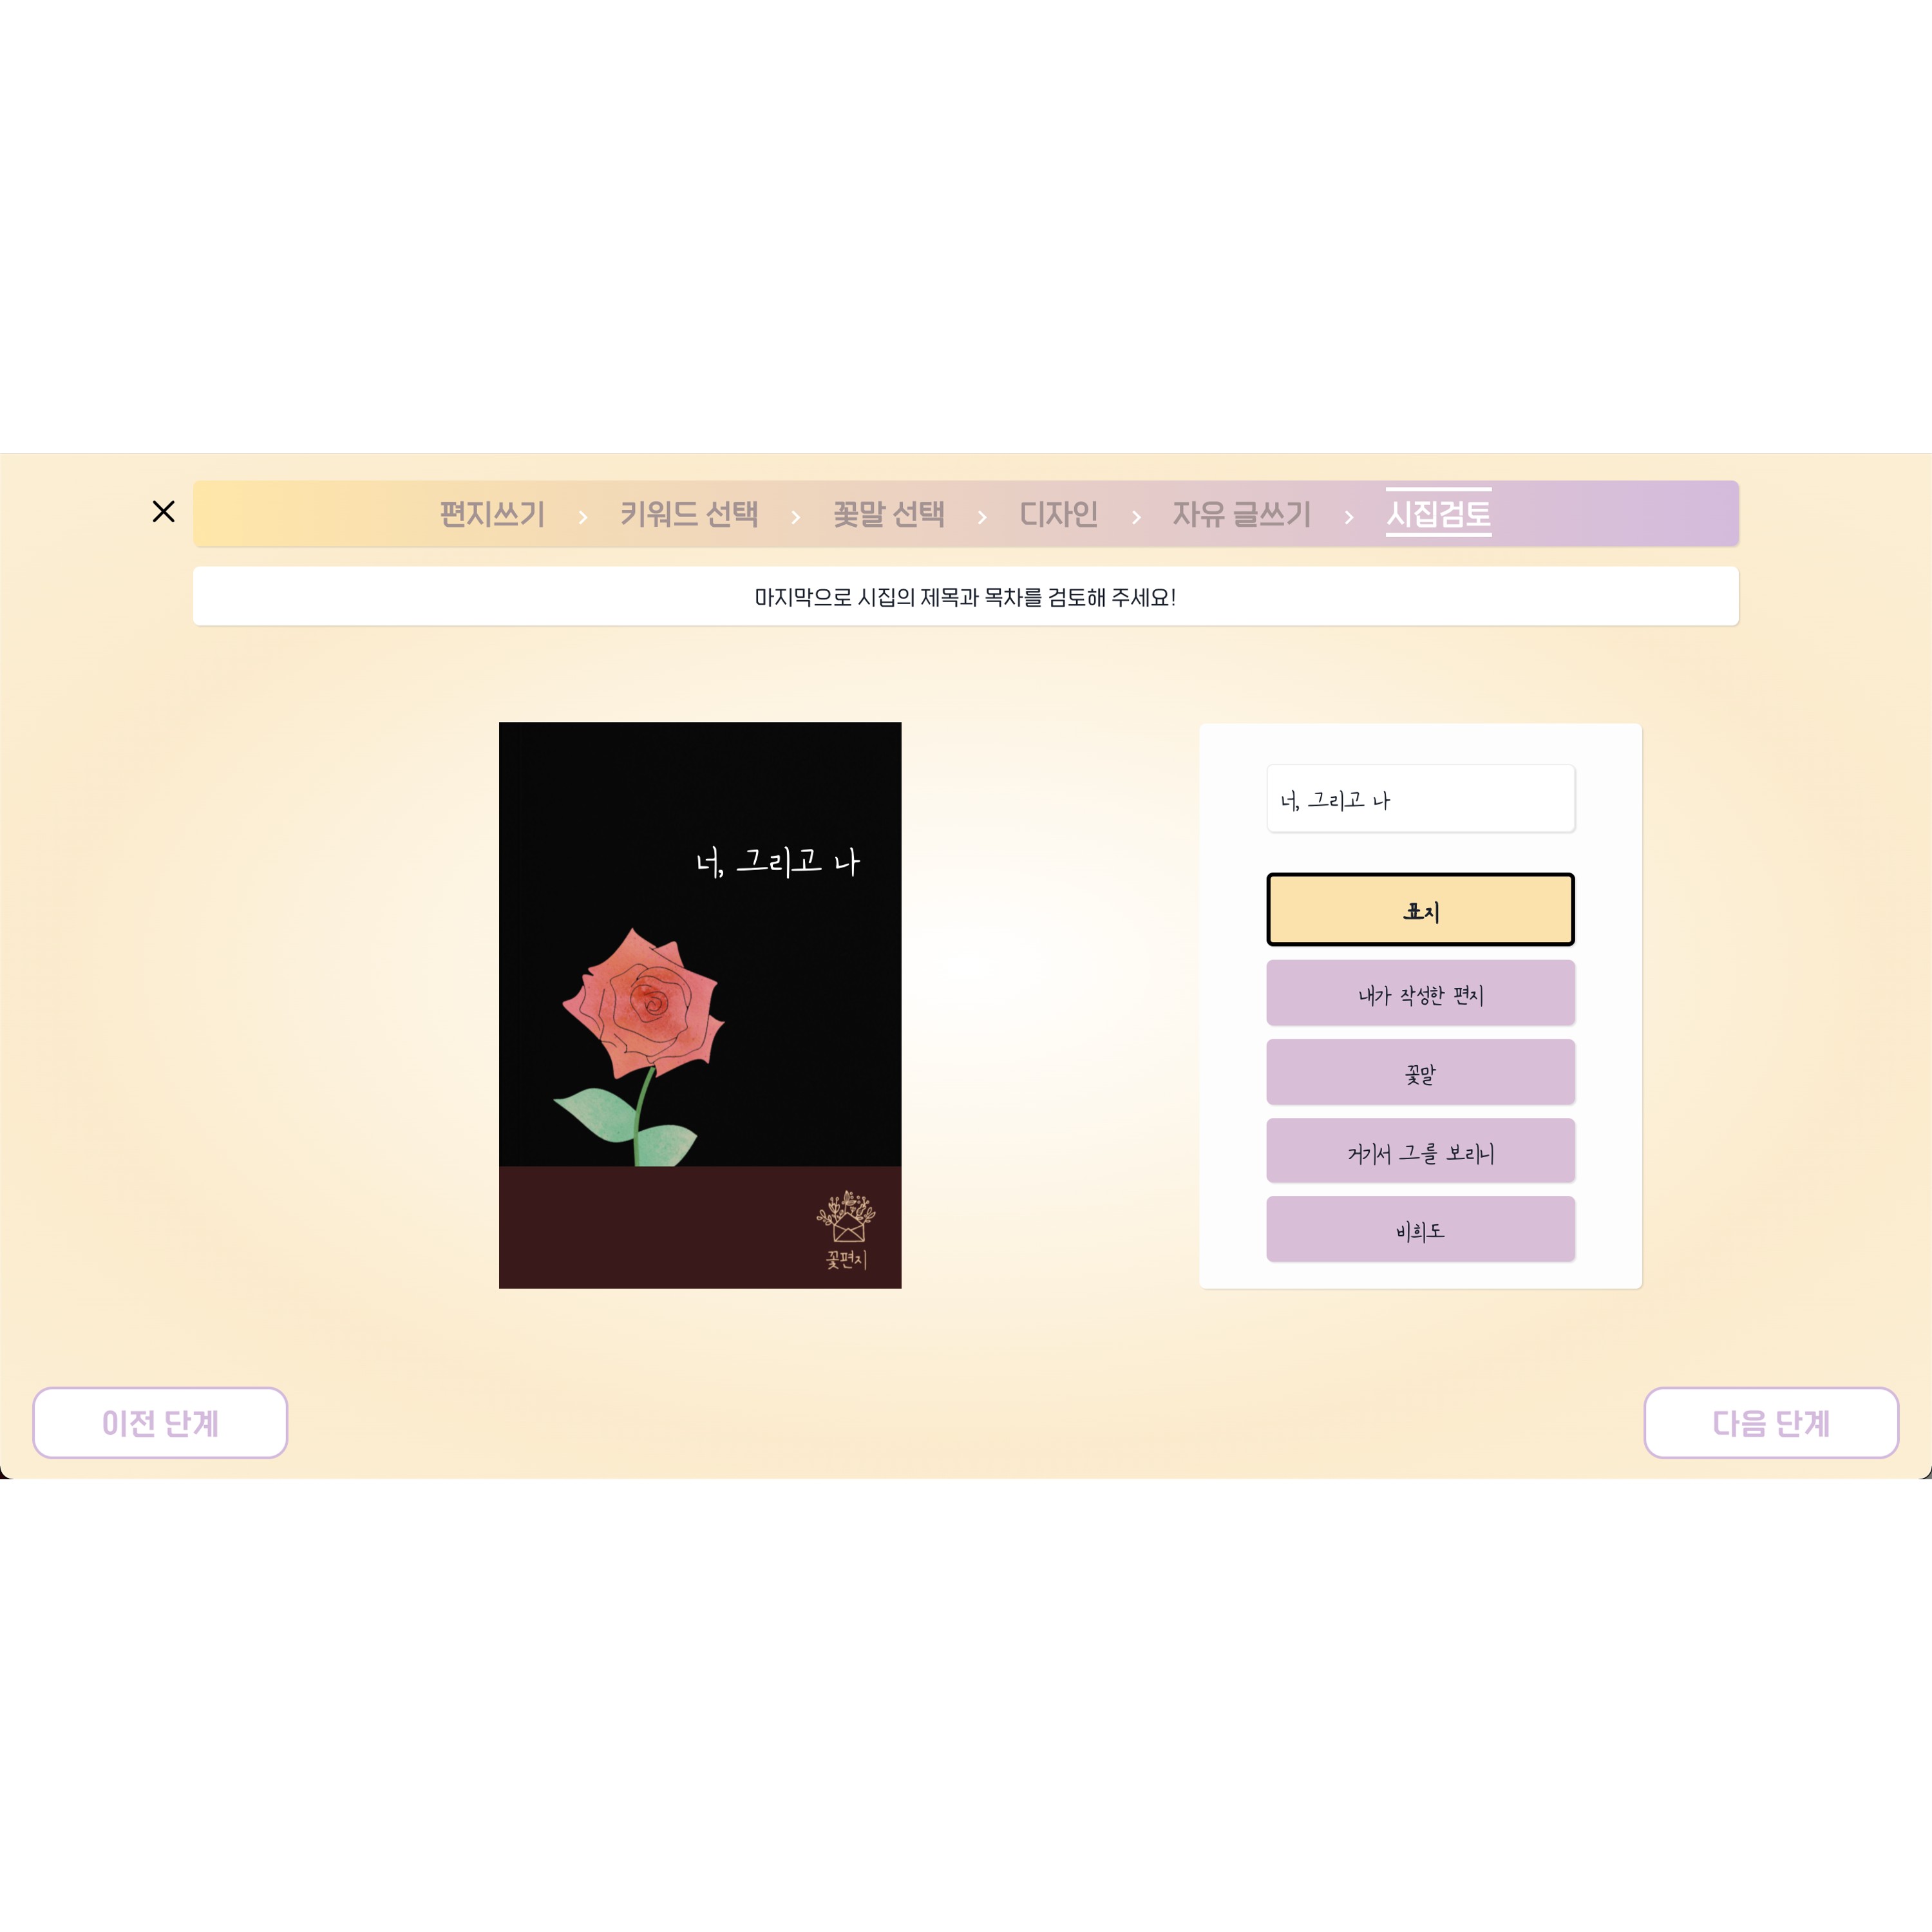 편지쓰기 > 키워드 선택 > 꽃말 선택 > 디자인 > 자유 글쓰기 > 시집검토
마지막으로 시집의 제목과 목차를 검토해 주세요!
너, 그리고 나
꽃편지
너, 그리고 나
표지
내가 작성한 편지
꽃말
거기서 그를 보리니
비희도
이전 단계
다음 단계